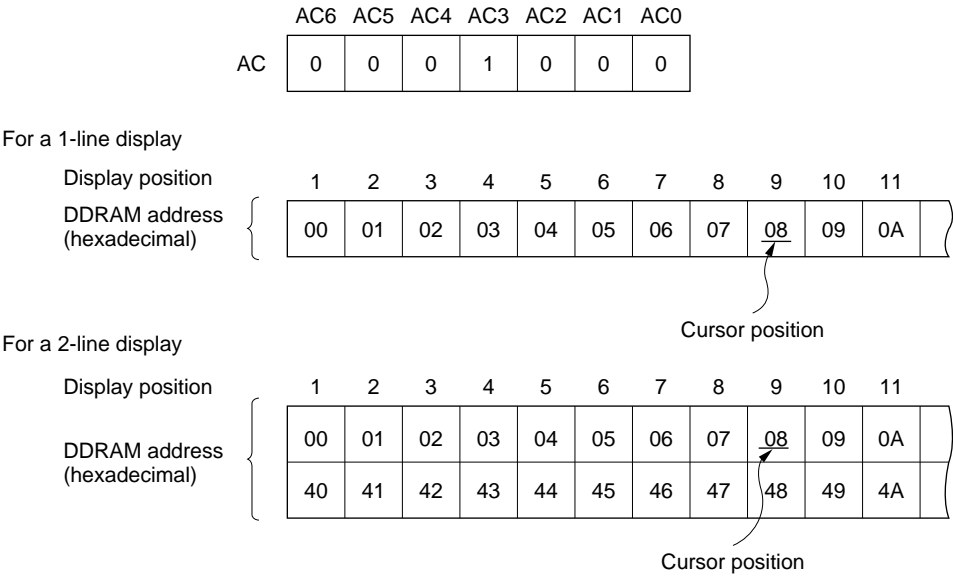 AC6 AC5 AC4 AC3 AC2 AC1 AC0
AC 0 0 0 1 0 0 0
For a 1-line display
Display position 1 2 3 4 5 6 7 8 9 10 11
DDRAM address
(hexadecimal)
00 01 02 03 04 05 06 07 08 09 0A
Cursor position
For a 2-line display
Display position 1 2 3 4 5 6 7 8 9 10 11
DDRAM address
(hexadecimal)
00 01 02 03 04 05 06 07 08 09 0A
40 41 42 43 44 45 46 47 48 49 4A
Cursor position